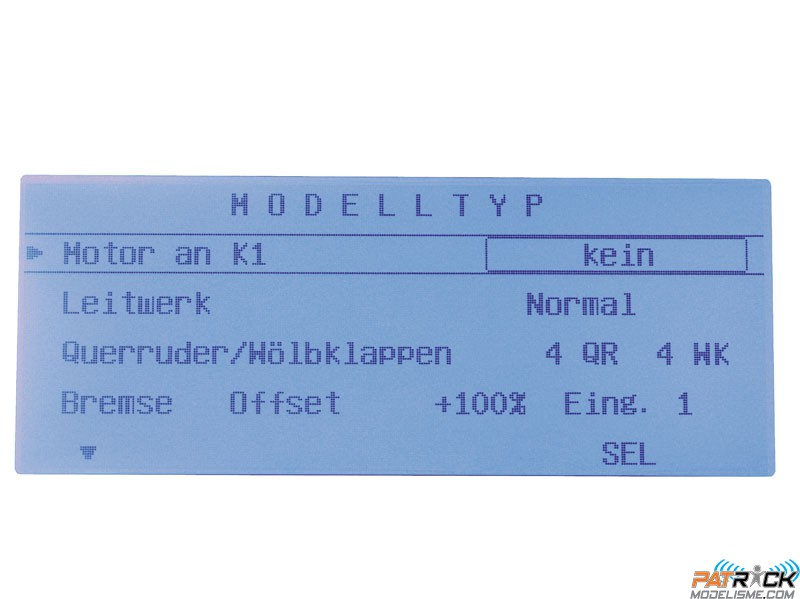 MODELLTYP
Motor an K1 kein
Leitwerk Normal
Querruder/Wölbklappen 4 QR 4 WK
Bremse Offset +100% Eing. 1
SEL
PATRICK
MODELISME.COM